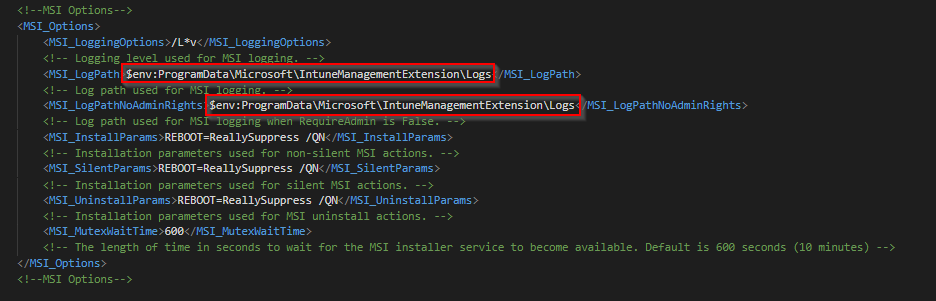 <!--MSI Options-->
<MSI_Options>
<MSI_LoggingOptions>/L*v</MSI_LoggingOptions>
<!-- Logging level used for MSI logging. -->
<MSI_LogPath>$env:ProgramData\Microsoft\IntuneManagementExtension\Logs</MSI_LogPath>
<!-- Log path used for MSI logging. -->
<MSI_LogPathNoAdminRights>$env:ProgramData\Microsoft\IntuneManagementExtension\Logs</MSI_LogPathNoAdminRights>
<!-- Log path used for MSI logging when RequireAdmin is False. -->
<MSI_InstallParams>REBOOT=ReallySuppress /QN</MSI_InstallParams>
<!-- Installation parameters used for non-silent MSI actions. -->
<MSI_SilentParams>REBOOT=ReallySuppress /QN</MSI_SilentParams>
<!-- Installation parameters used for silent MSI actions. -->
<MSI_UninstallParams>REBOOT=ReallySuppress /QN</MSI_UninstallParams>
<!-- Installation parameters used for MSI uninstall actions. -->
<MSI_MutexWaitTime>600</MSI_MutexWaitTime>
<!-- The length of time in seconds to wait for the MSI installer service to become available. Default is 600 seconds (10 minutes) -->
</MSI_Options>
<!--MSI Options-->